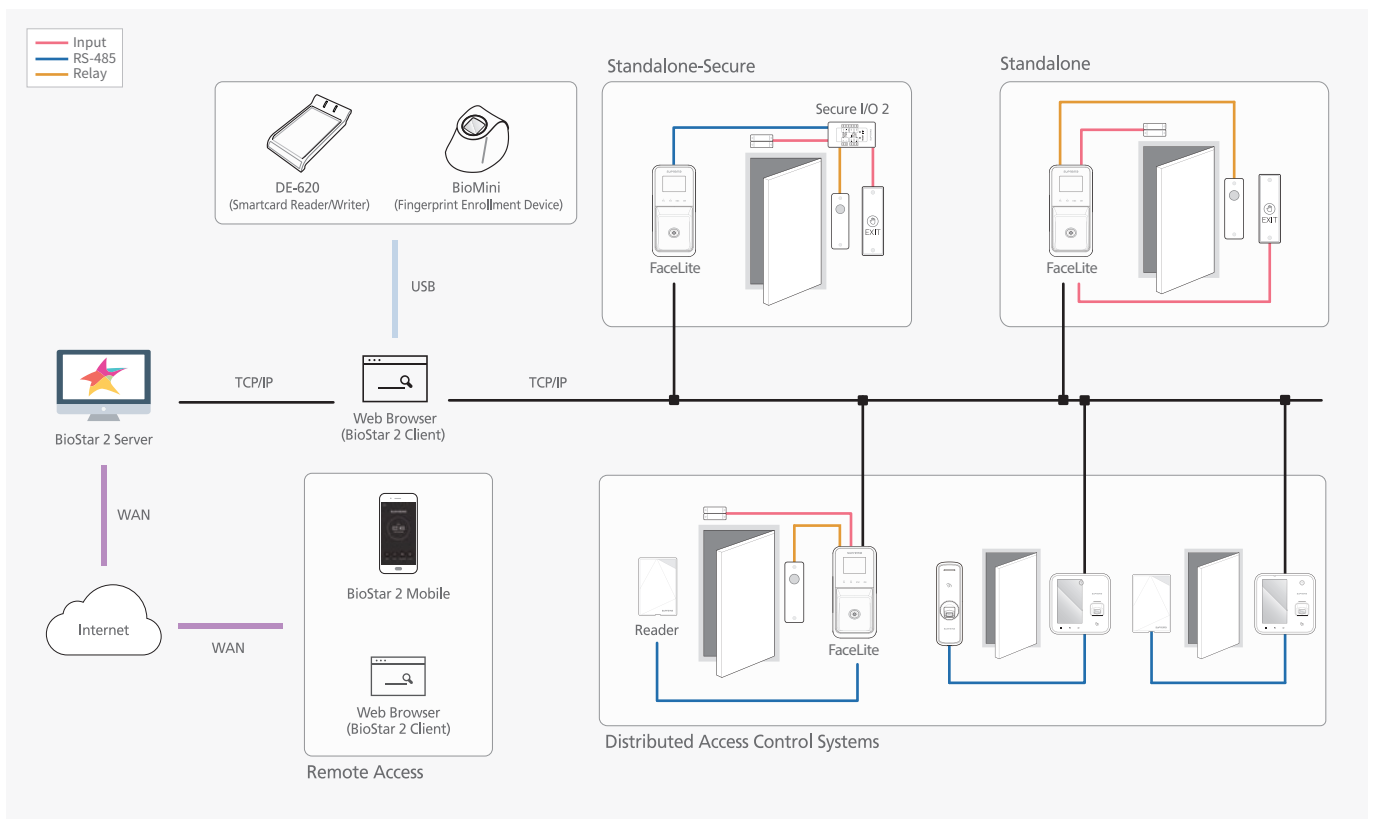 Input
RS-485
Relay
DE-620
(Smartcard Reader/Writer)
BioMini
(Fingerprint Enrollment Device)
USB
Standalone-Secure
Secure I/O 2
EXIT
FaceLite
Standalone
EXIT
FaceLite
BioStar 2 Server
TCP/IP
Web Browser
(BioStar 2 Client)
TCP/IP
WAN
Internet
WAN
BioStar 2 Mobile
Web Browser
(BioStar 2 Client)
Remote Access
Reader
FaceLite
Distributed Access Control Systems